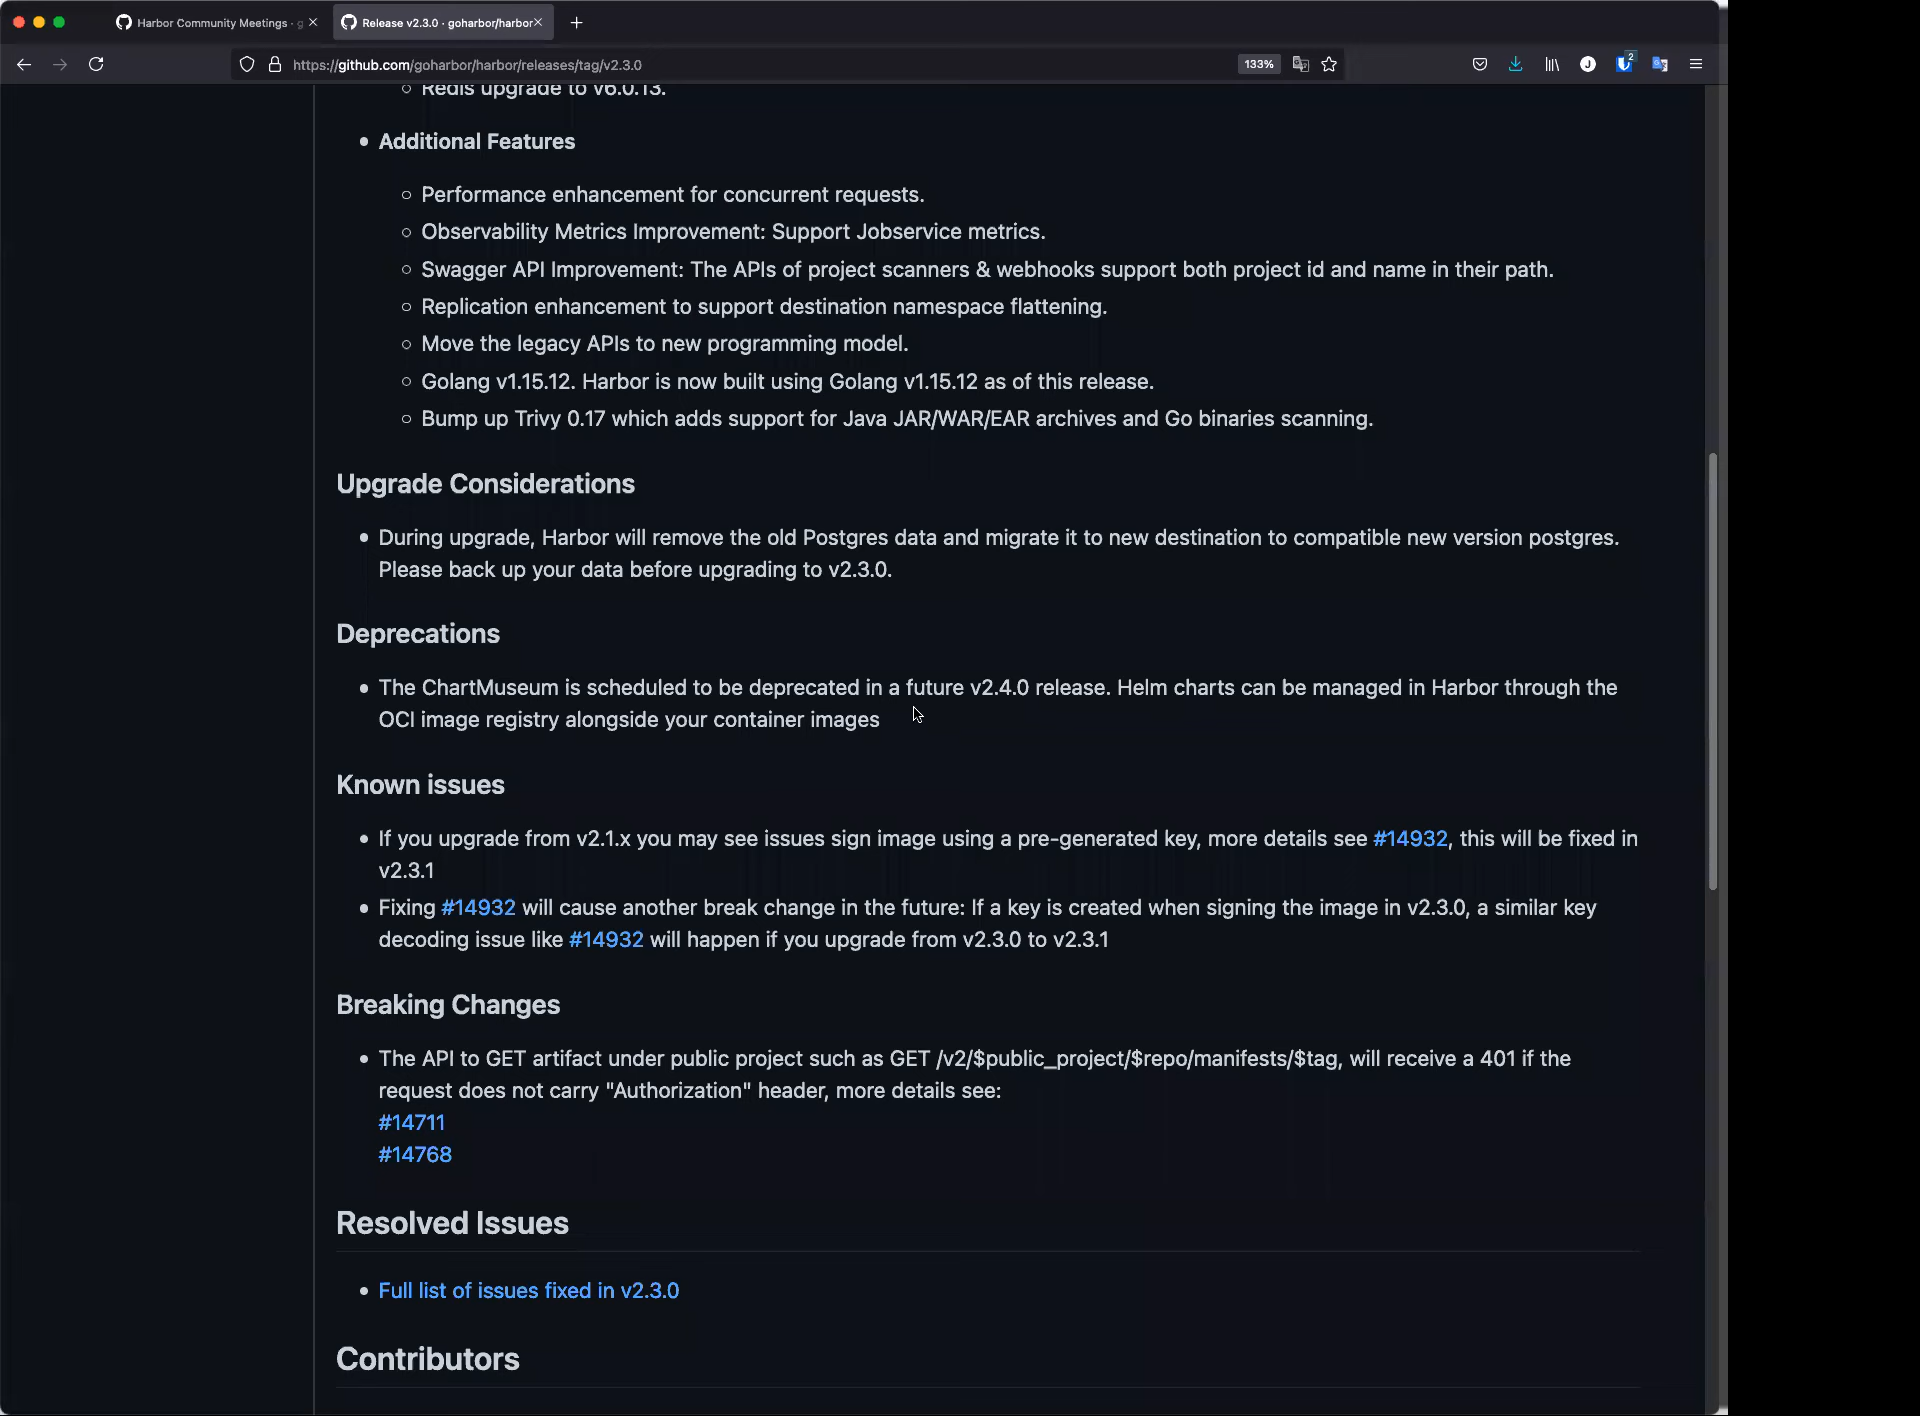 Harbor Community Meetings · g
Release v2.3.0 · goharbor/harbor
https://github.com/goharbor/harbor/releases/tag/v2.3.0
133%
J
2
Redis upgrade to v6.0.13.
Additional Features
Performance enhancement for concurrent requests.
Observability Metrics Improvement: Support Jobservice metrics.
Swagger API Improvement: The APIs of project scanners & webhooks support both project id and name in their path.
Replication enhancement to support destination namespace flattening.
Move the legacy APIs to new programming model.
Golang v1.15.12. Harbor is now built using Golang v1.15.12 as of this release.
Bump up Trivy 0.17 which adds support for Java JAR/WAR/EAR archives and Go binaries scanning.
Upgrade Considerations
During upgrade, Harbor will remove the old Postgres data and migrate it to new destination to compatible new version postgres.
Please back up your data before upgrading to v2.3.0.
Deprecations
The ChartMuseum is scheduled to be deprecated in a future v2.4.0 release. Helm charts can be managed in Harbor through the
OCI image registry alongside your container images
Known issues
If you upgrade from v2.1.x you may see issues sign image using a pre-generated key, more details see #14932, this will be fixed in
v2.3.1
Fixing #14932 will cause another break change in the future: If a key is created when signing the image in v2.3.0, a similar key
decoding issue like #14932 will happen if you upgrade from v2.3.0 to v2.3.1
Breaking Changes
The API to GET artifact under public project such as GET /v2/$public_project/$repo/manifests/$tag, will receive a 401 if the
request does not carry "Authorization" header, more details see:
#14711
#14768
Resolved Issues
Full list of issues fixed in v2.3.0
Contributors